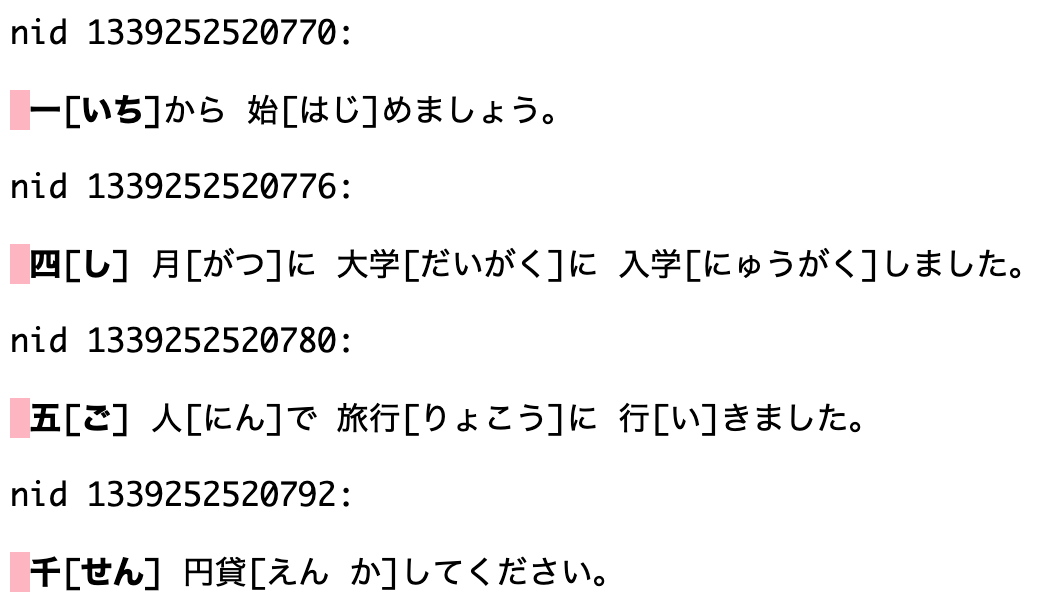 nid 1339252520770:
一[いち]から 始[はじ]めましょう。
nid 1339252520776:
四[し] 月[がつ]に 大学[だいがく]に 入学[にゅうがく]しました。
nid 1339252520780:
五[ご] 人[にん]で 旅行[りょこう]に 行[い]きました。
nid 1339252520792:
千[せん] 円貸[えん か]してください。